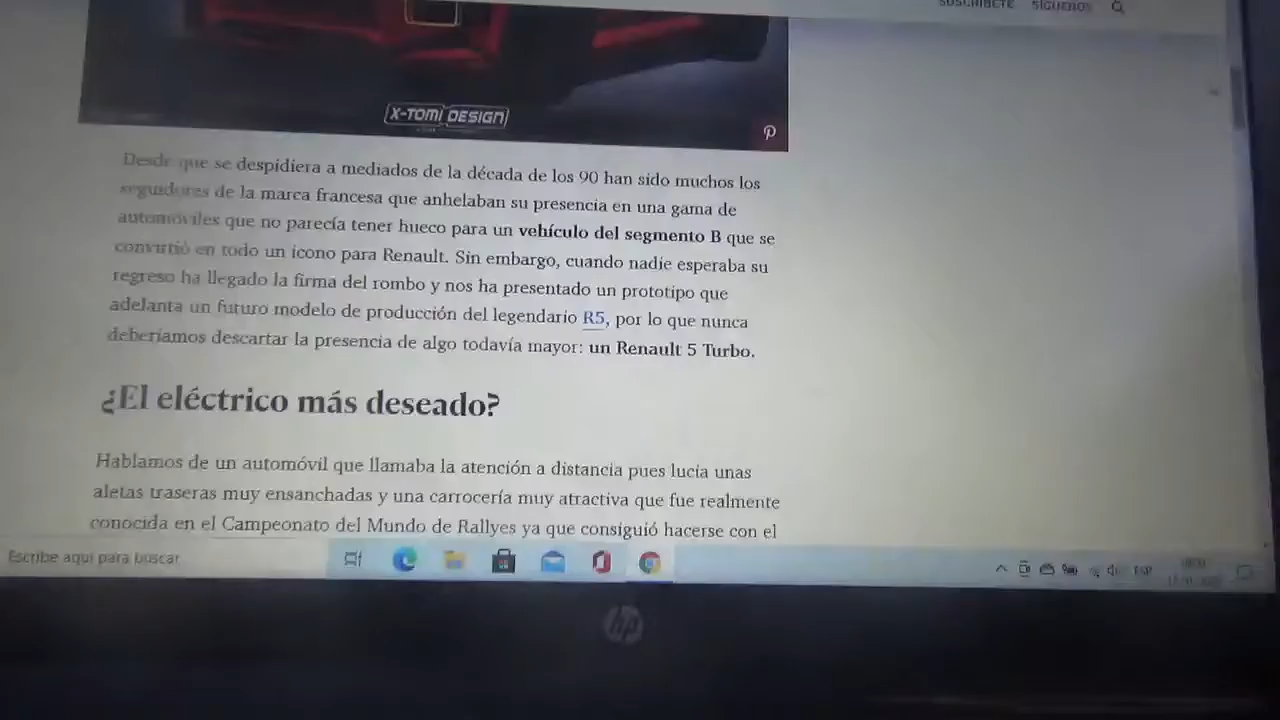 SUSCRÍBETE SÍGUENOS
X-TOMI DESIGN
Desde que se despidiera a mediados de la década de los 90 han sido muchos los
seguidores de la marca francesa que anhelaban su presencia en una gama de
automóviles que no parecía tener hueco para un vehículo del segmento B que se
convirtió en todo un icono para Renault. Sin embargo, cuando nadie esperaba su
regreso ha llegado la firma del rombo y nos ha presentado un prototipo que
adelanta un futuro modelo de producción del legendario R5, por lo que nunca
deberíamos descartar la presencia de algo todavía mayor: un Renault 5 Turbo.
¿El eléctrico más deseado?
Hablamos de un automóvil que llamaba la atención a distancia pues lucía unas
aletas traseras muy ensanchadas y una carrocería muy atractiva que fue realmente
conocida en el Campeonato del Mundo de Rallyes ya que consiguió hacerse con el
Escribe aquí para buscar
ESP
hp